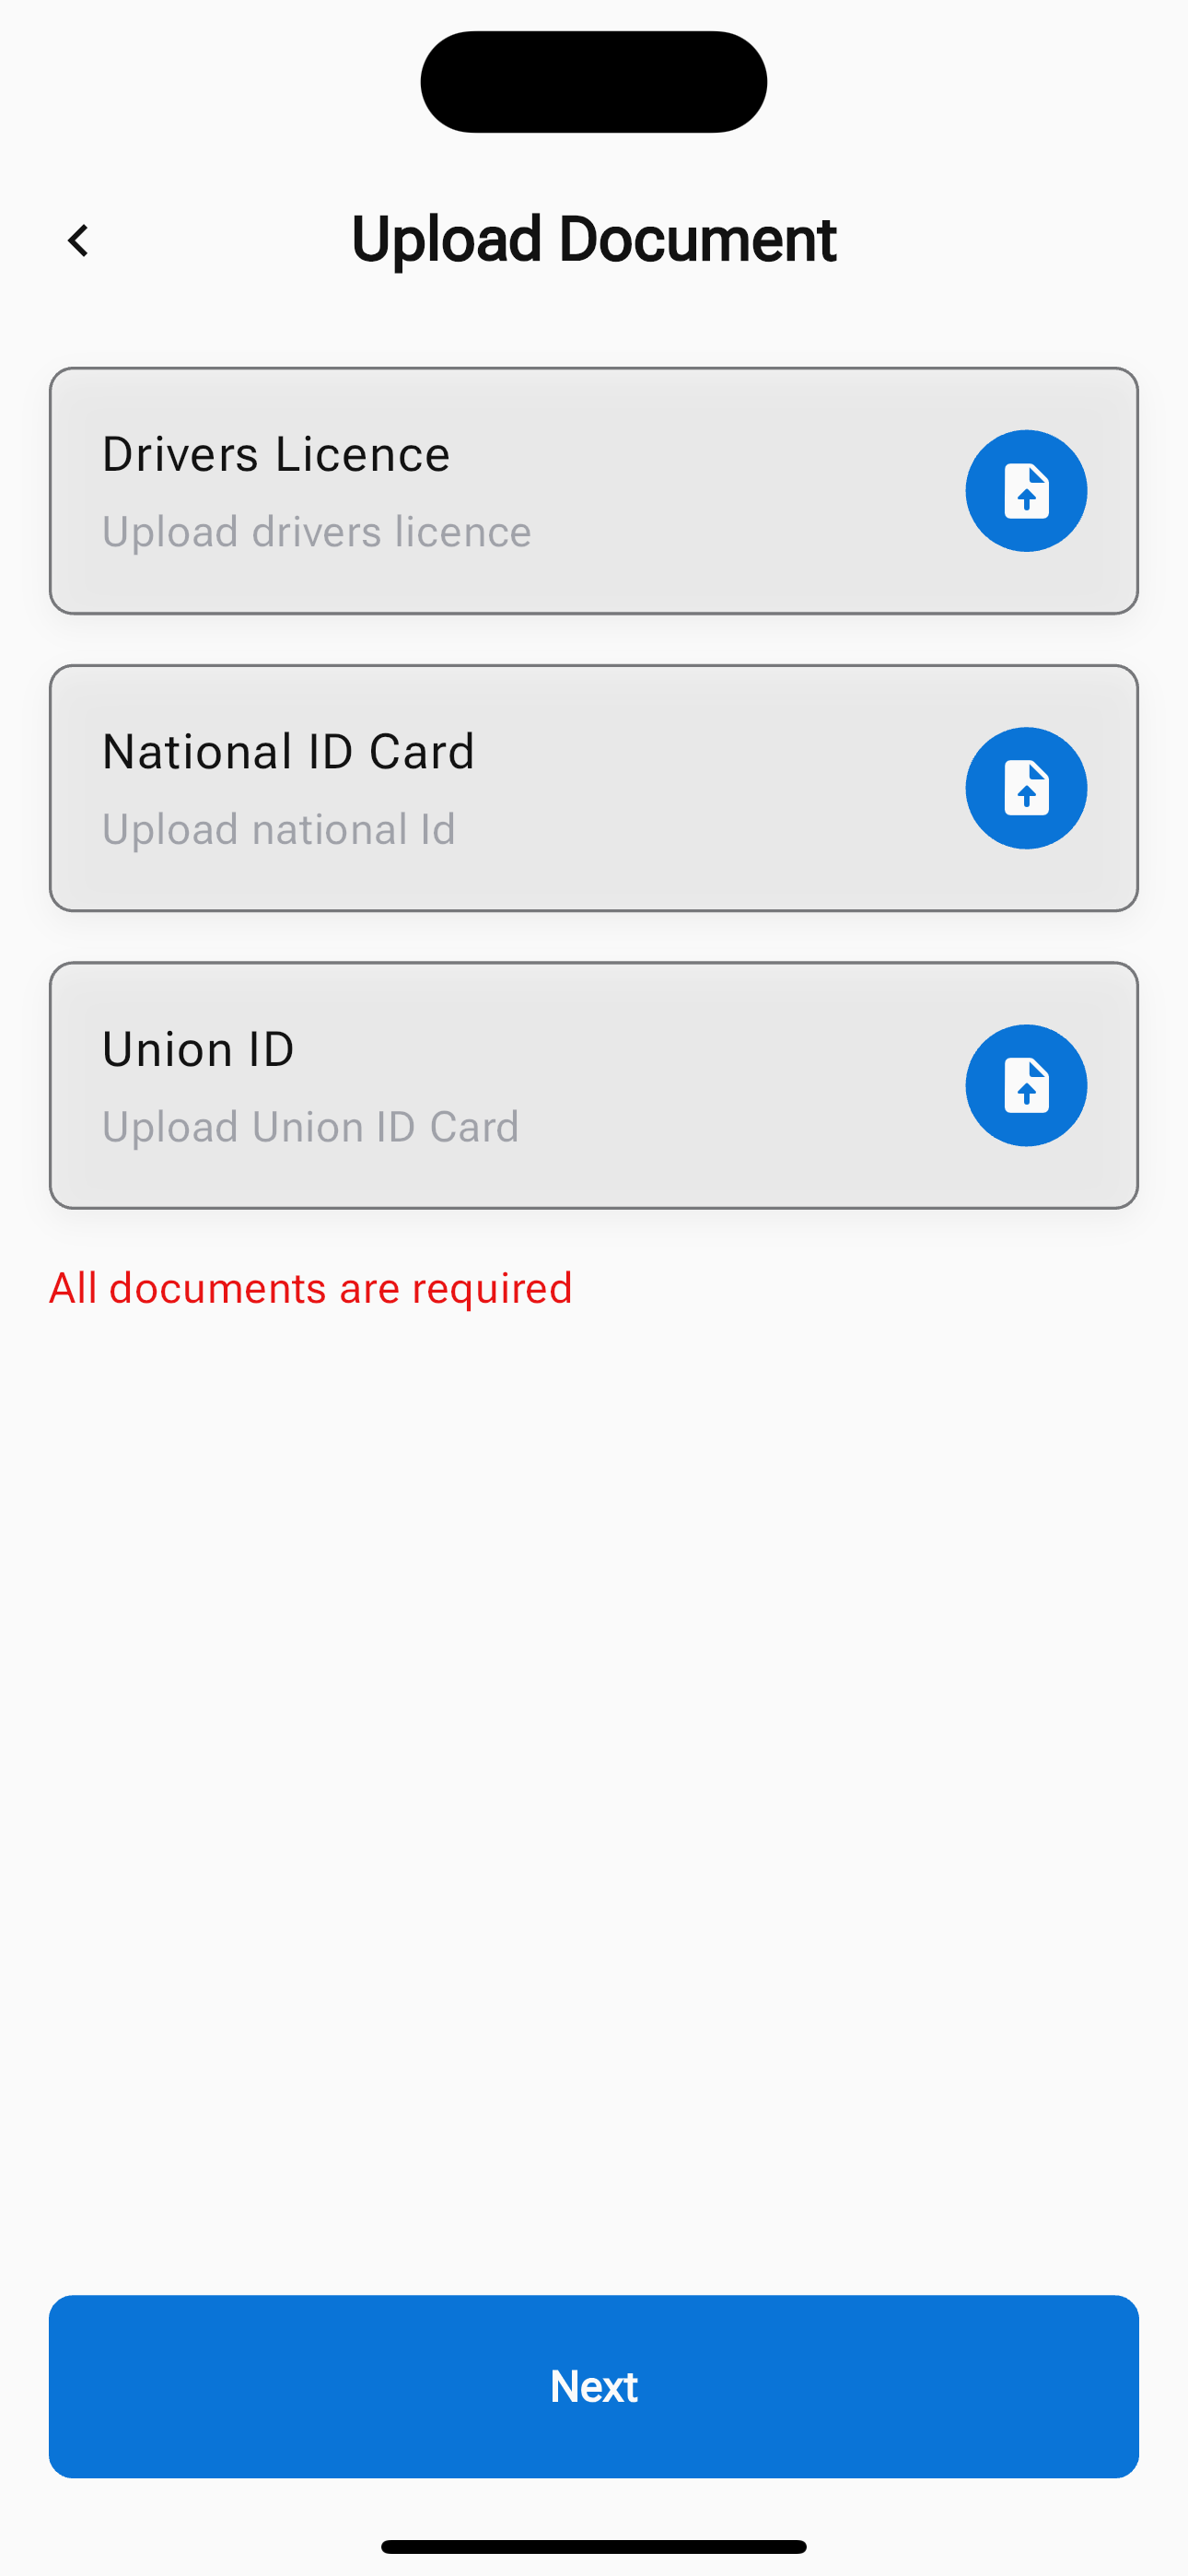 Upload Document
Drivers Licence
Upload drivers licence
National ID Card
Upload national Id
Union ID
Upload Union ID Card
All documents are required
Next